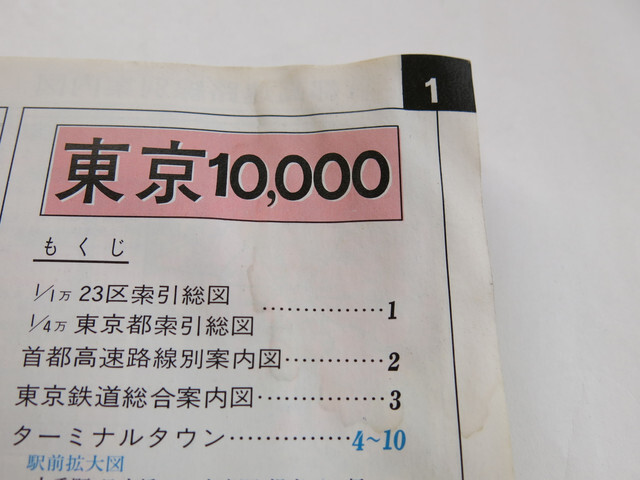 1
東京10,000
もくじ
1/1万 23区索引総図……………1
1/4万 東京都索引総図
首都高速路線別案内図…………2
東京鉄道総合案内図……………3
ターミナルタウン……………4~10
駅前拡大図